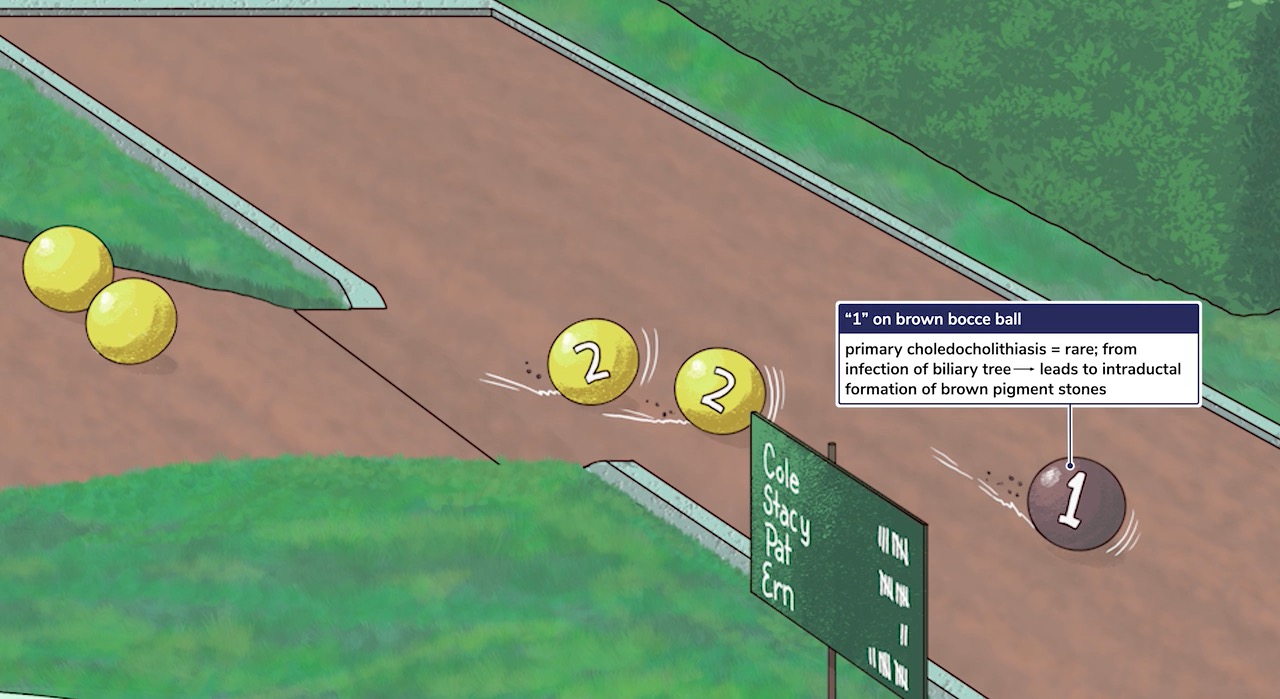 2
2
“1” on brown bocce ball
primary choledocholithiasis = rare; from
infection of biliary tree → leads to intraductal
formation of brown pigment stones
1
Cole
Stacy
Pat
Ern